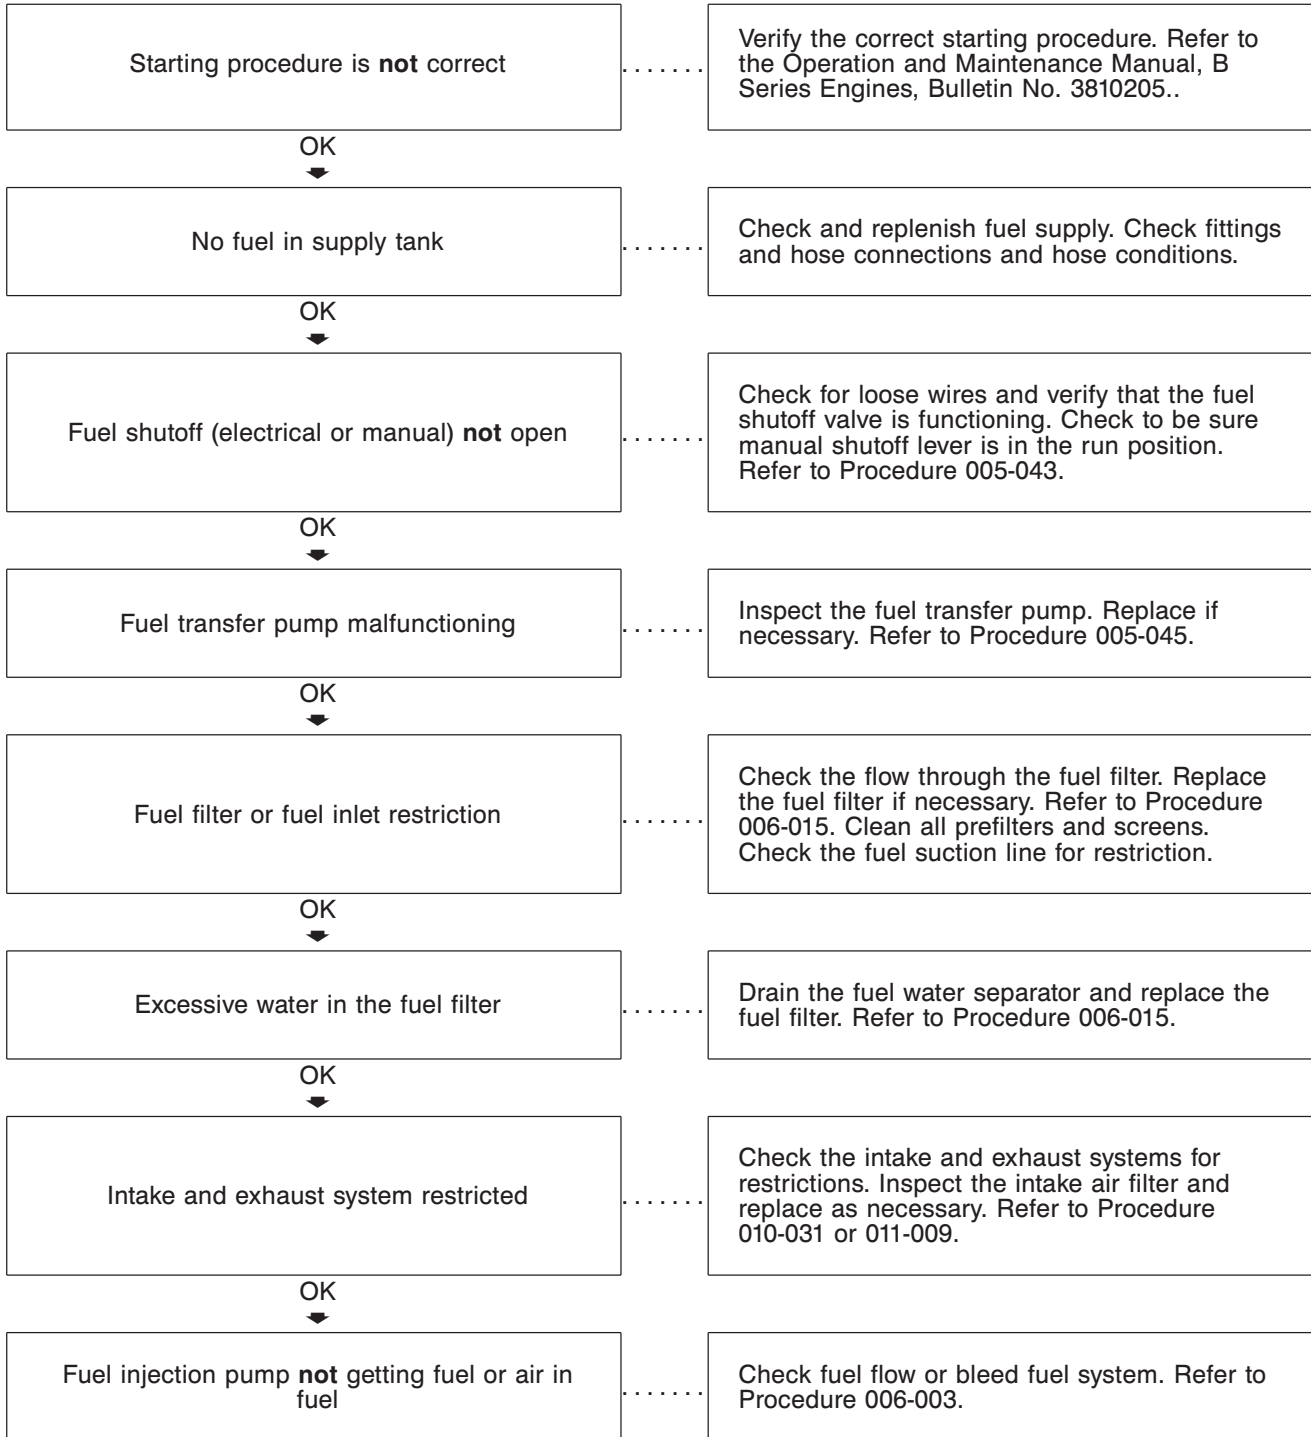 Starting procedure is not correct
. . . . . . .
Verify the correct starting procedure. Refer to
the Operation and Maintenance Manual, B
Series Engines, Bulletin No. 3810205..
OK
No fuel in supply tank
. . . . . . .
Check and replenish fuel supply. Check fittings
and hose connections and hose conditions.
OK
Fuel shutoff (electrical or manual) not open
. . . . . . .
Check for loose wires and verify that the fuel
shutoff valve is functioning. Check to be sure
manual shutoff lever is in the run position.
Refer to Procedure 005-043.
OK
Fuel transfer pump malfunctioning
. . . . . . .
Inspect the fuel transfer pump. Replace if
necessary. Refer to Procedure 005-045.
OK
Fuel filter or fuel inlet restriction
. . . . . . .
Check the flow through the fuel filter. Replace
the fuel filter if necessary. Refer to Procedure
006-015. Clean all prefilters and screens.
Check the fuel suction line for restriction.
OK
Excessive water in the fuel filter
. . . . . . .
Drain the fuel water separator and replace the
fuel filter. Refer to Procedure 006-015.
OK
Intake and exhaust system restricted
. . . . . . .
Check the intake and exhaust systems for
restrictions. Inspect the intake air filter and
replace as necessary. Refer to Procedure
010-031 or 011-009.
OK
Fuel injection pump not getting fuel or air in
fuel
. . . . . . .
Check fuel flow or bleed fuel system. Refer to
Procedure 006-003.